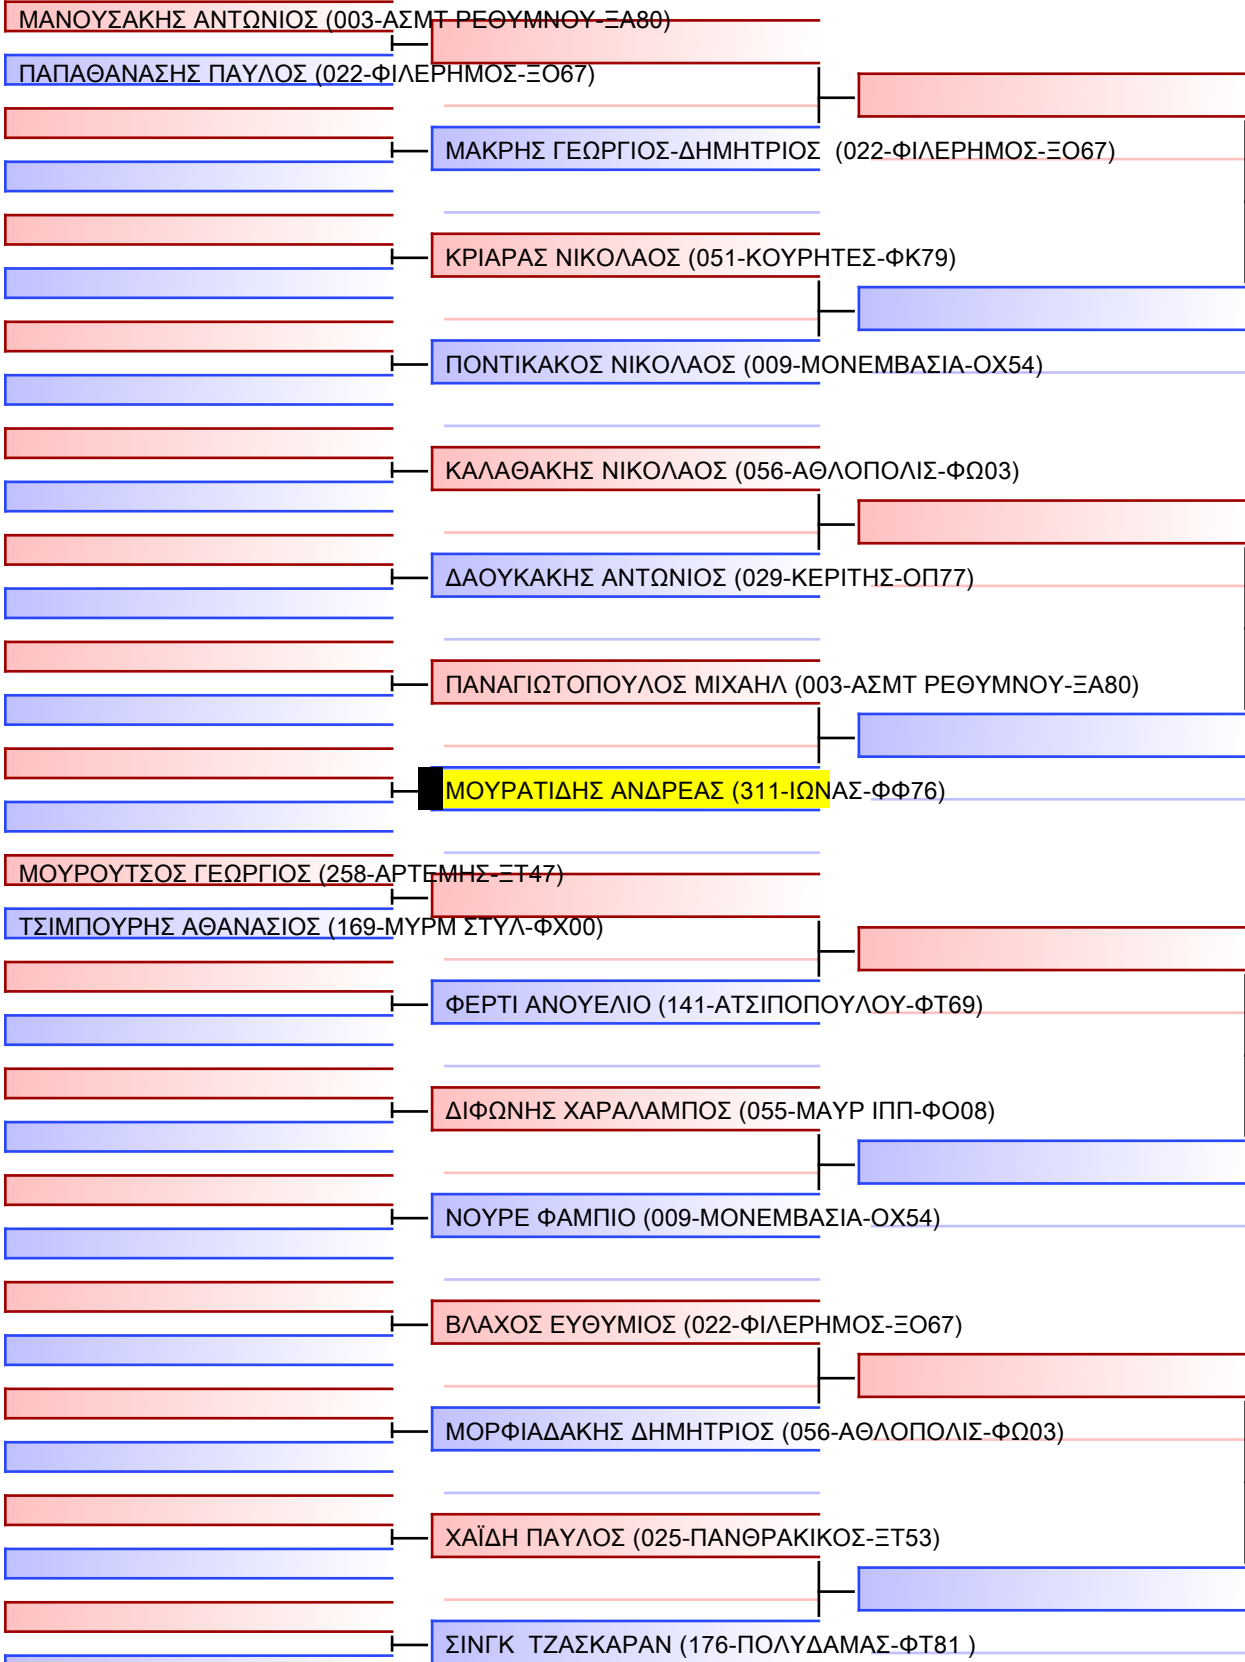 ΜΑΝΟΥΣΑΚΗΣ ΑΝΤΩΝΙΟΣ (003-ΑΣΜΤ ΡΕΘΥΜΝΟΥ-ΞΑ80)
ΠΑΠΑΘΑΝΑΣΗΣ ΠΑΥΛΟΣ (022-ΦΙΛΕΡΗΜΟΣ-ΞΟ67)
ΜΑΚΡΗΣ ΓΕΩΡΓΙΟΣ-ΔΗΜΗΤΡΙΟΣ (022-ΦΙΛΕΡΗΜΟΣ-ΞΟ67)
ΚΡΙΑΡΑΣ ΝΙΚΟΛΑΟΣ (051-ΚΟΥΡΗΤΕΣ-ΦΚ79)
ΠΟΝΤΙΚΑΚΟΣ ΝΙΚΟΛΑΟΣ (009-ΜΟΝΕΜΒΑΣΙΑ-ΟΧ54)
ΚΑΛΑΘΑΚΗΣ ΝΙΚΟΛΑΟΣ (056-ΑΘΛΟΠΟΛΙΣ-ΦΩ03)
ΔΑΟΥΚΑΚΗΣ ΑΝΤΩΝΙΟΣ (029-ΚΕΡΙΤΗΣ-ΟΠ77)
ΠΑΝΑΓΙΩΤΟΠΟΥΛΟΣ ΜΙΧΑΗΛ (003-ΑΣΜΤ ΡΕΘΥΜΝΟΥ-ΞΑ80)
ΜΟΥΡΑΤΙΔΗΣ ΑΝΔΡΕΑΣ (311-ΙΩΝΑΣ-ΦΦ76)
ΜΟΥΡΟΥΤΣΟΣ ΓΕΩΡΓΙΟΣ (258-ΑΡΤΕΜΗΣ-ΞΤ47)
ΤΣΙΜΠΟΥΡΗΣ ΑΘΑΝΑΣΙΟΣ (169-ΜΥΡΜ ΣΤΥΛ-ΦΧ00)
ΦΕΡΤΙ ΑΝΟΥΕΛΙΟ (141-ΑΤΣΙΠΟΠΟΥΛΟΥ-ΦΤ69)
ΔΙΦΩΝΗΣ ΧΑΡΑΛΑΜΠΟΣ (055-ΜΑΥΡ ΙΠΠ-ΦΟ08)
ΝΟΥΡΕ ΦΑΜΠΙΟ (009-ΜΟΝΕΜΒΑΣΙΑ-ΟΧ54)
ΒΛΑΧΟΣ ΕΥΘΥΜΙΟΣ (022-ΦΙΛΕΡΗΜΟΣ-ΞΟ67)
ΜΟΡΦΙΑΔΑΚΗΣ ΔΗΜΗΤΡΙΟΣ (056-ΑΘΛΟΠΟΛΙΣ-ΦΩ03)
ΧΑΪΔΗ ΠΑΥΛΟΣ (025-ΠΑΝΘΡΑΚΙΚΟΣ-ΞΤ53)
ΣΙΝΓΚ ΤΖΑΣΚΑΡΑΝ (176-ΠΟΛΥΔΑΜΑΣ-ΦΤ81 )